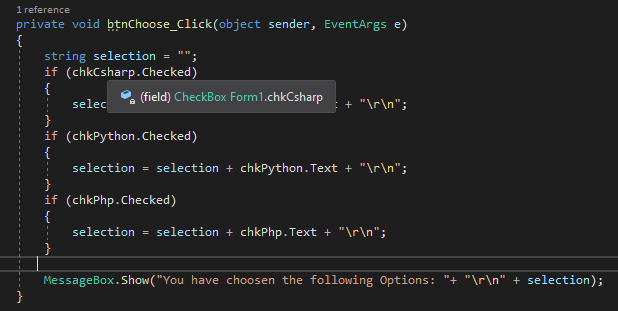 1 reference
private void btnChoose_Click(object sender, EventArgs e)
{
string selection = "";
if (chkCsharp.Checked)
{
(field) CheckBox Form1.chkCsharp
selec + "\r\n";
}
if (chkPython.Checked)
{
selection = selection + chkPython.Text + "\r\n";
}
if (chkPhp.Checked)
{
selection = selection + chkPhp.Text + "\r\n";
}
MessageBox.Show("You have choosen the following Options: "+ "\r\n" + selection);
}